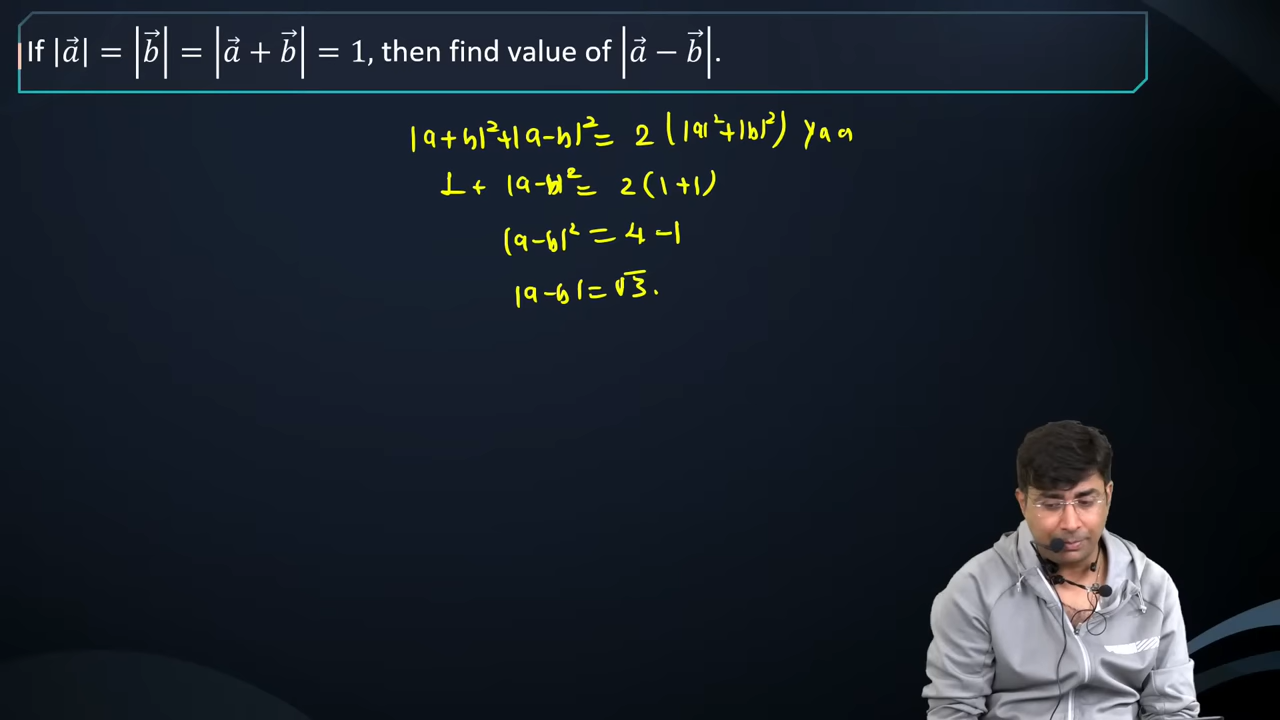 If |a⃗| = |b⃗| = |a⃗ + b⃗| = 1, then find value of |a⃗ − b⃗|.
|a+b|²+|a-b|² = 2(|a|²+|b|²) yaa
1 + |a-b|² = 2(1+1)
|a-b|² = 4-1
|a-b| = √3.